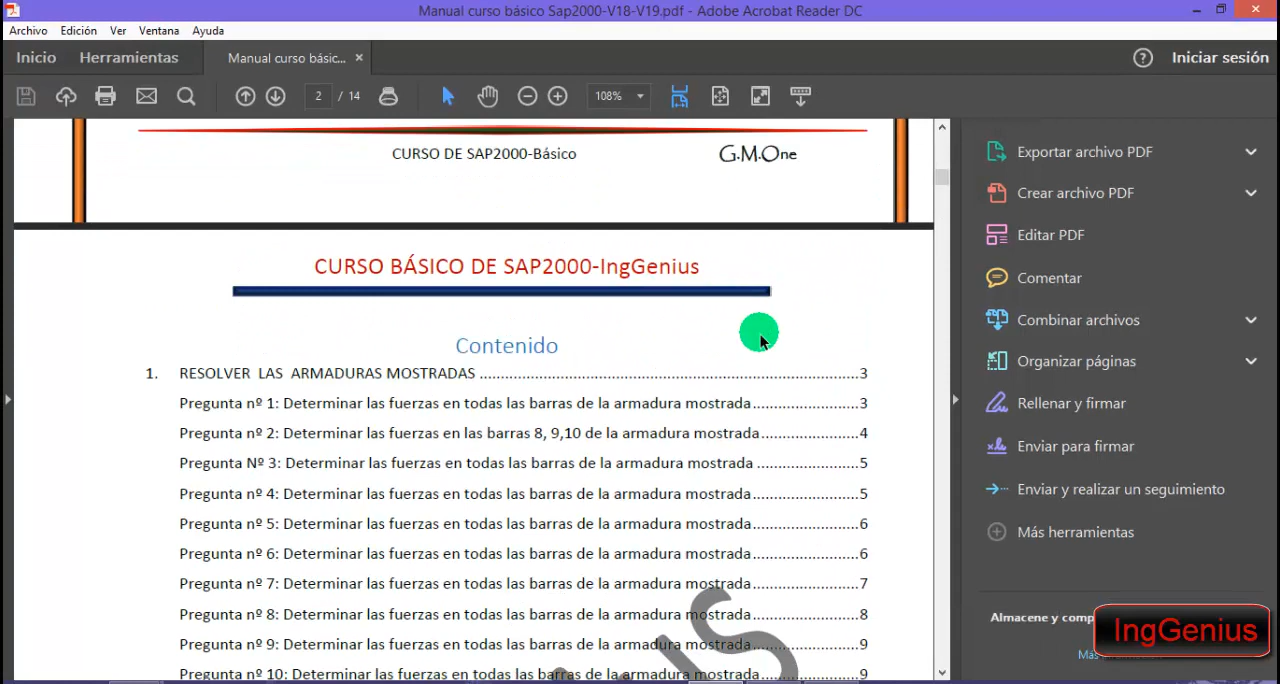 Manual curso básico Sap2000-V18-V19.pdf - Adobe Acrobat Reader DC
Archivo Edición Ver Ventana Ayuda
Inicio Herramientas Manual curso básic... × Iniciar sesión
2 / 14 108%
CURSO DE SAP2000-Básico G.M.One
CURSO BÁSICO DE SAP2000-IngGenius
Contenido
1. RESOLVER LAS ARMADURAS MOSTRADAS ... 3
Pregunta nº 1: Determinar las fuerzas en todas las barras de la armadura mostrada ... 3
Pregunta nº 2: Determinar las fuerzas en las barras 8, 9,10 de la armadura mostrada ... 4
Pregunta Nº 3: Determinar las fuerzas en todas las barras de la armadura mostrada ... 5
Pregunta nº 4: Determinar las fuerzas en todas las barras de la armadura mostrada ... 5
Pregunta nº 5: Determinar las fuerzas en todas las barras de la armadura mostrada ... 6
Pregunta nº 6: Determinar las fuerzas en todas las barras de la armadura mostrada ... 6
Pregunta nº 7: Determinar las fuerzas en todas las barras de la armadura mostrada ... 7
Pregunta nº 8: Determinar las fuerzas en todas las barras de la armadura mostrada ... 8
Pregunta nº 9: Determinar las fuerzas en todas las barras de la armadura mostrada ... 9
Pregunta nº 10: Determinar las fuerzas en todas las barras de la armadura mostrada ... 9
Exportar archivo PDF
Crear archivo PDF
Editar PDF
Comentar
Combinar archivos
Organizar páginas
Rellenar y firmar
Enviar para firmar
Enviar y realizar un seguimiento
Más herramientas
Almacene y comp
IngGenius